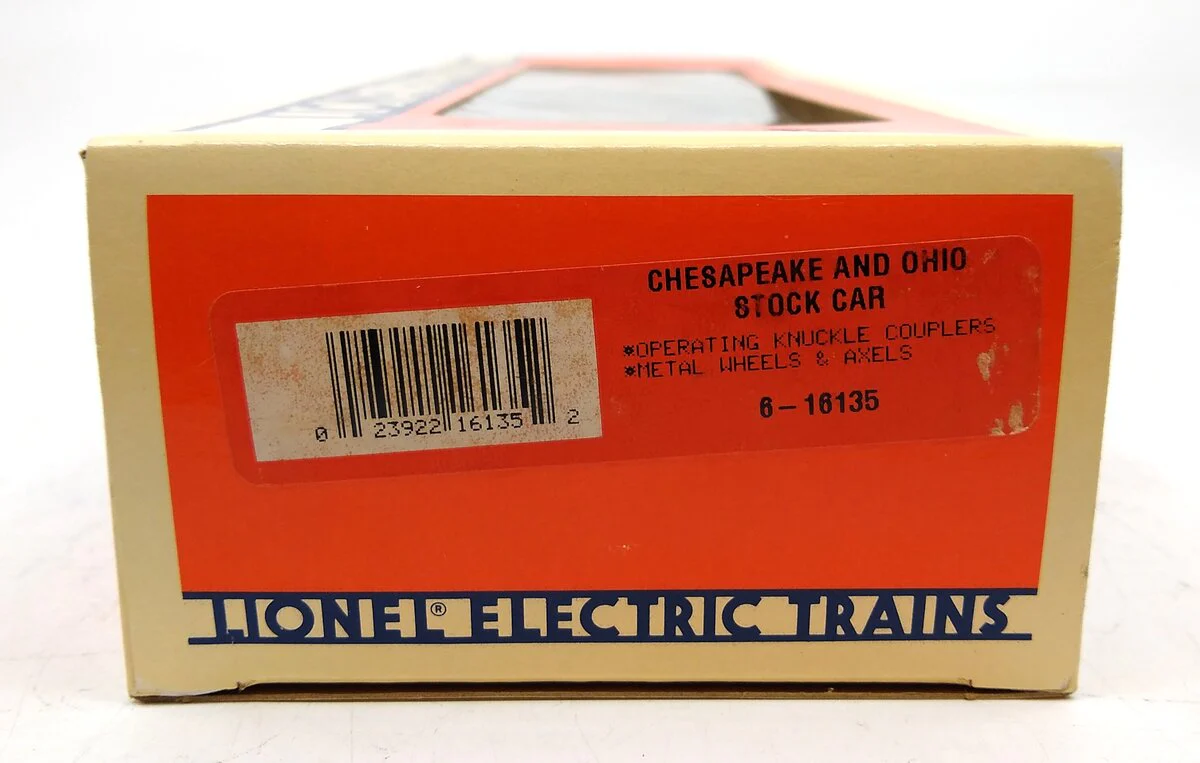 CHESAPEAKE AND OHIO
STOCK CAR
*OPERATING KNUCKLE COUPLERS
*METAL WHEELS & AXELS
6-16135
0 23922 16135 2
LIONEL® ELECTRIC TRAINS